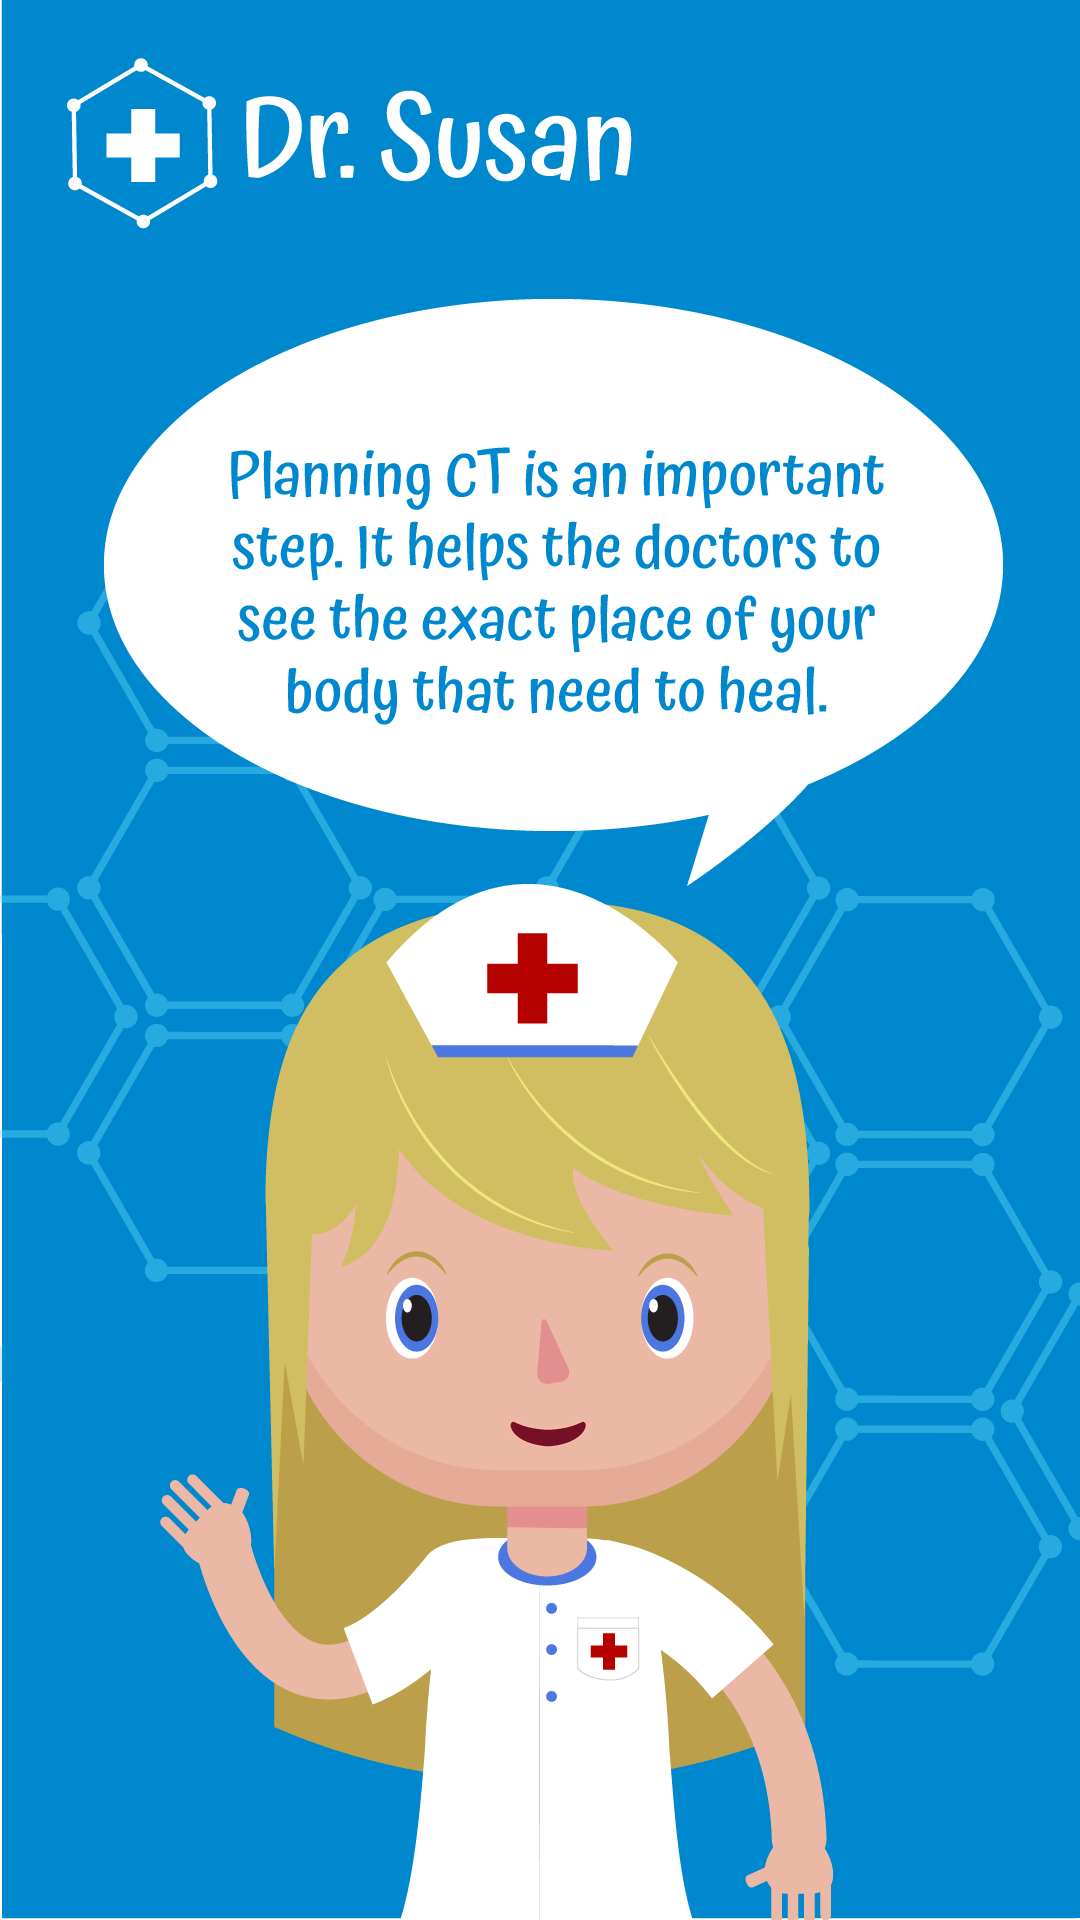 Dr. Susan
Planning CT is an important
step. It helps the doctors to
see the exact place of your
body that need to heal.